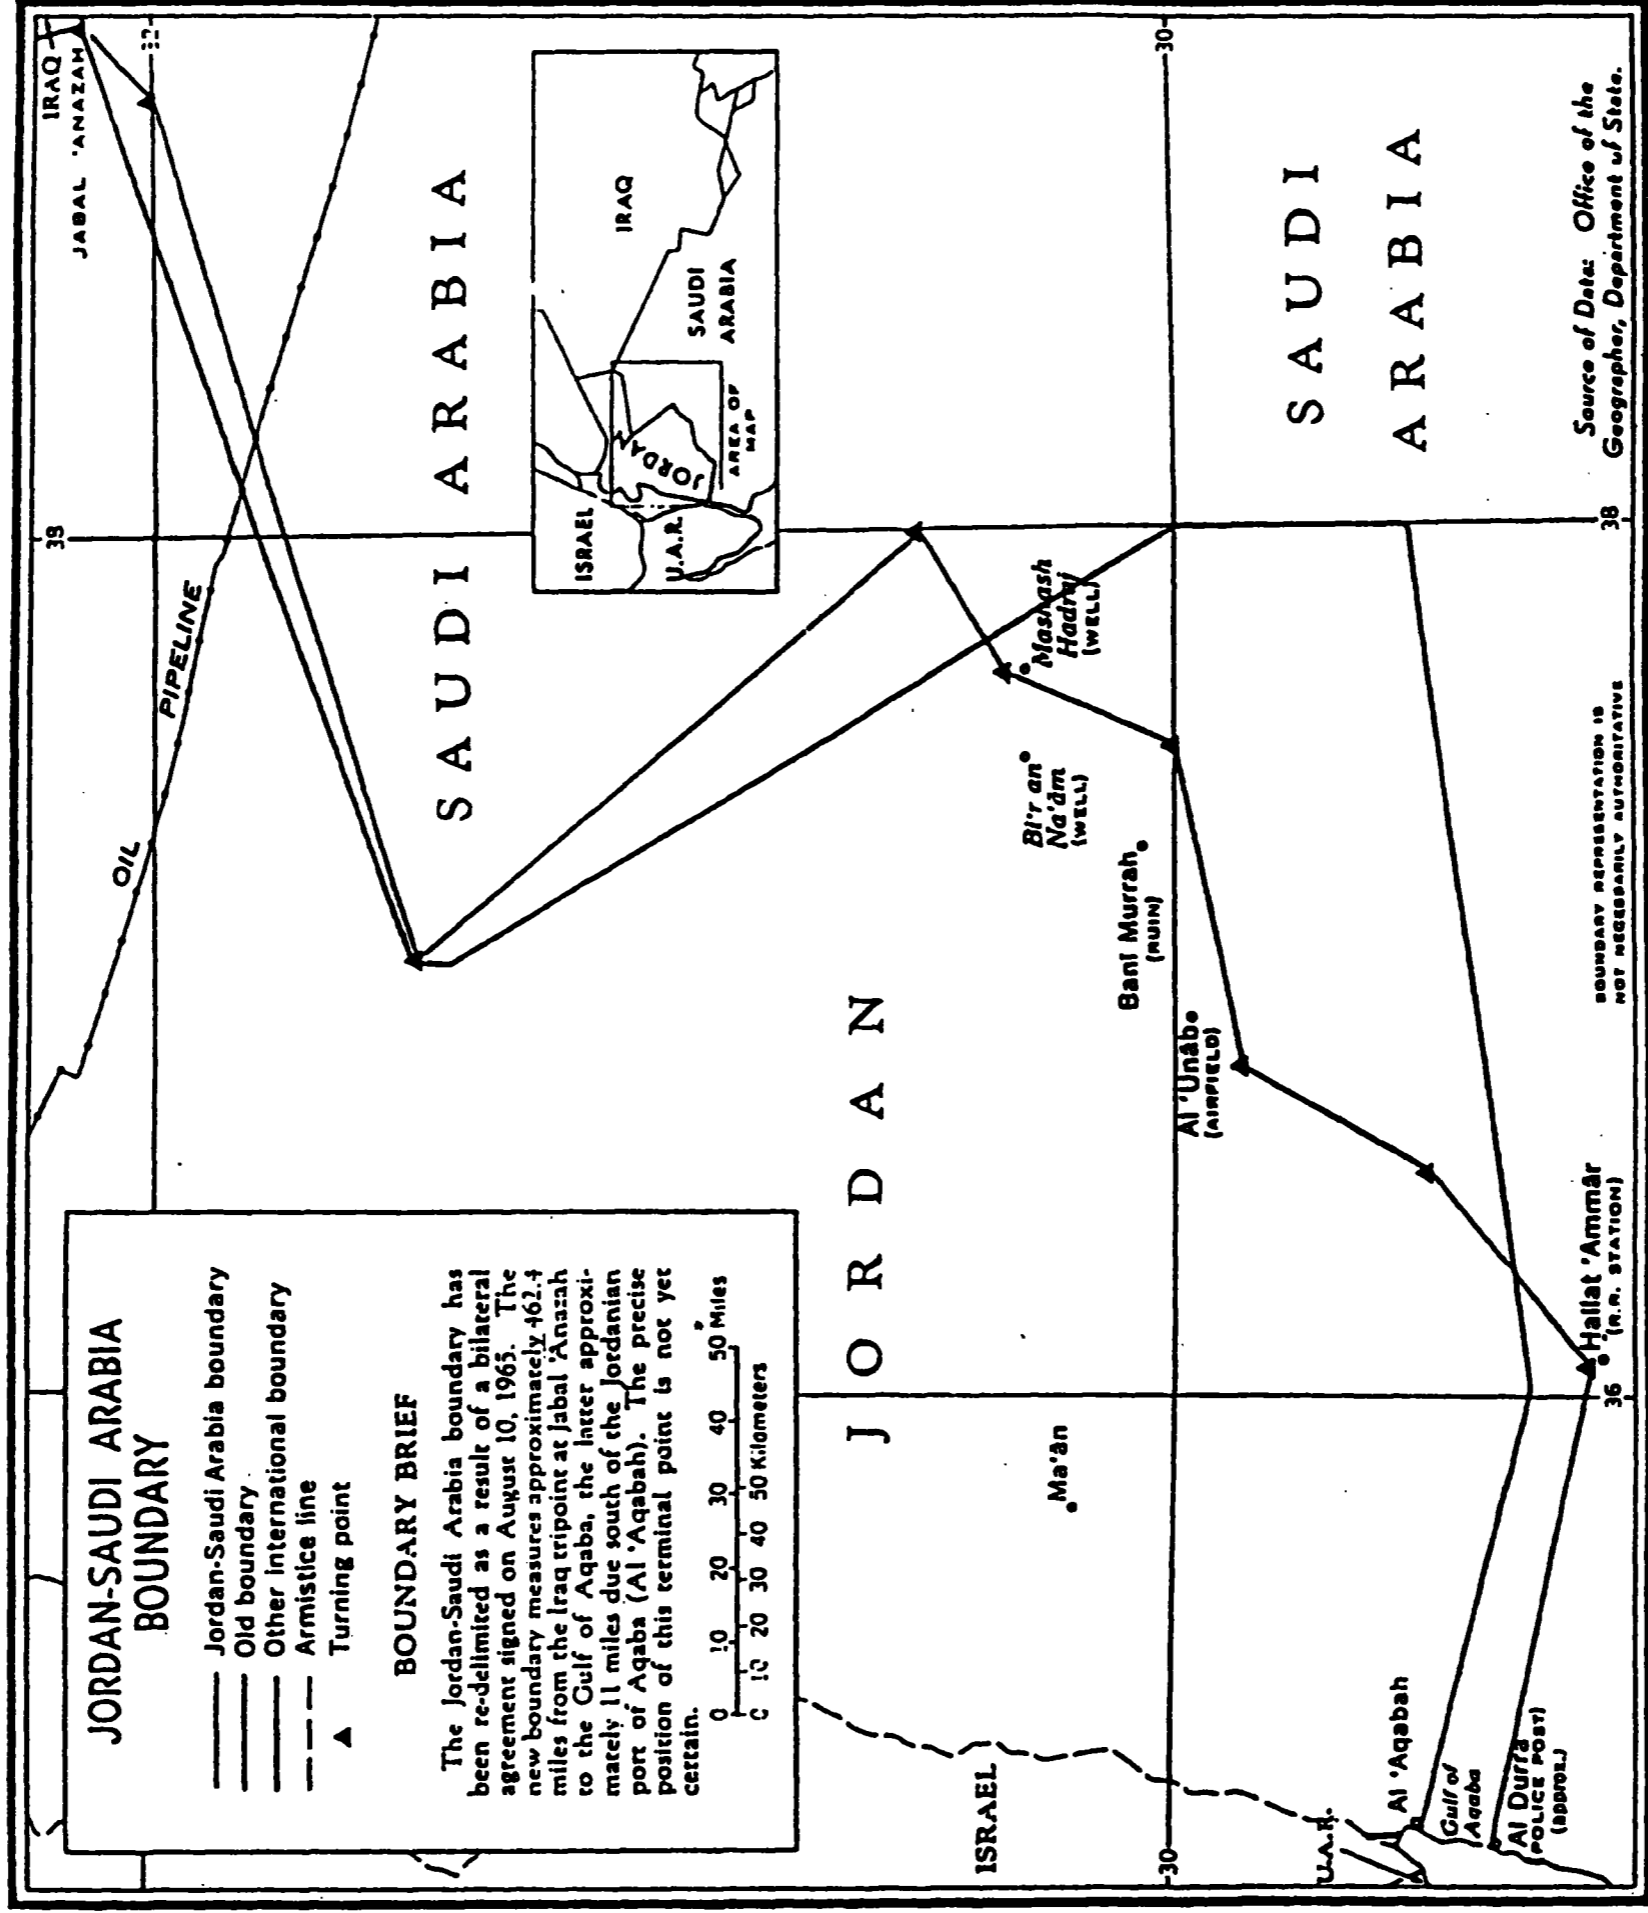 JORDAN-SAUDI ARABIA
BOUNDARY
Jordan-Saudi Arabia boundary
Old boundary
Other international boundary
Armistice line
Turning point
BOUNDARY BRIEF
The Jordan-Saudi Arabia boundary has
been re-delimited as a result of a bilateral
agreement signed on August 10, 1965. The
new boundary measures approximately 462.4
miles from the Iraq tripoint at Jabal 'Anazah
to the Gulf of Aqaba, the latter approxi-
mately 11 miles due south of the Jordanian
port of Aqaba (Al 'Aqabah). The precise
position of this terminal point is not yet
certain.
0 10 20 30 40 50 Miles
0 10 20 30 40 50 Kilometers
IRAQ
JABAL 'ANAZAH
32
OIL PIPELINE
38
SAUDI ARABIA
ISRAEL
U.A.R.
JORDAN
IRAQ
SAUDI
ARABIA
AREA OF
MAP
JORDAN
Mashash
Hadraj
(WELL)
Bi'r an
Na'ām
(WELL)
Bani Murrah
(RUIN)
Al 'Unāb
(AIRFIELD)
Ma'ān
ISRAEL
30
30
U.A.R.
Al 'Aqabah
Gulf of
Aqaba
Al Durra
POLICE POST)
(approx.)
SAUDI
ARABIA
Hallat 'Ammār
(R.R. STATION)
36
38
BOUNDARY REPRESENTATION IS
NOT NECESSARILY AUTHORITATIVE
Source of Data: Office of the
Geographer, Department of State.